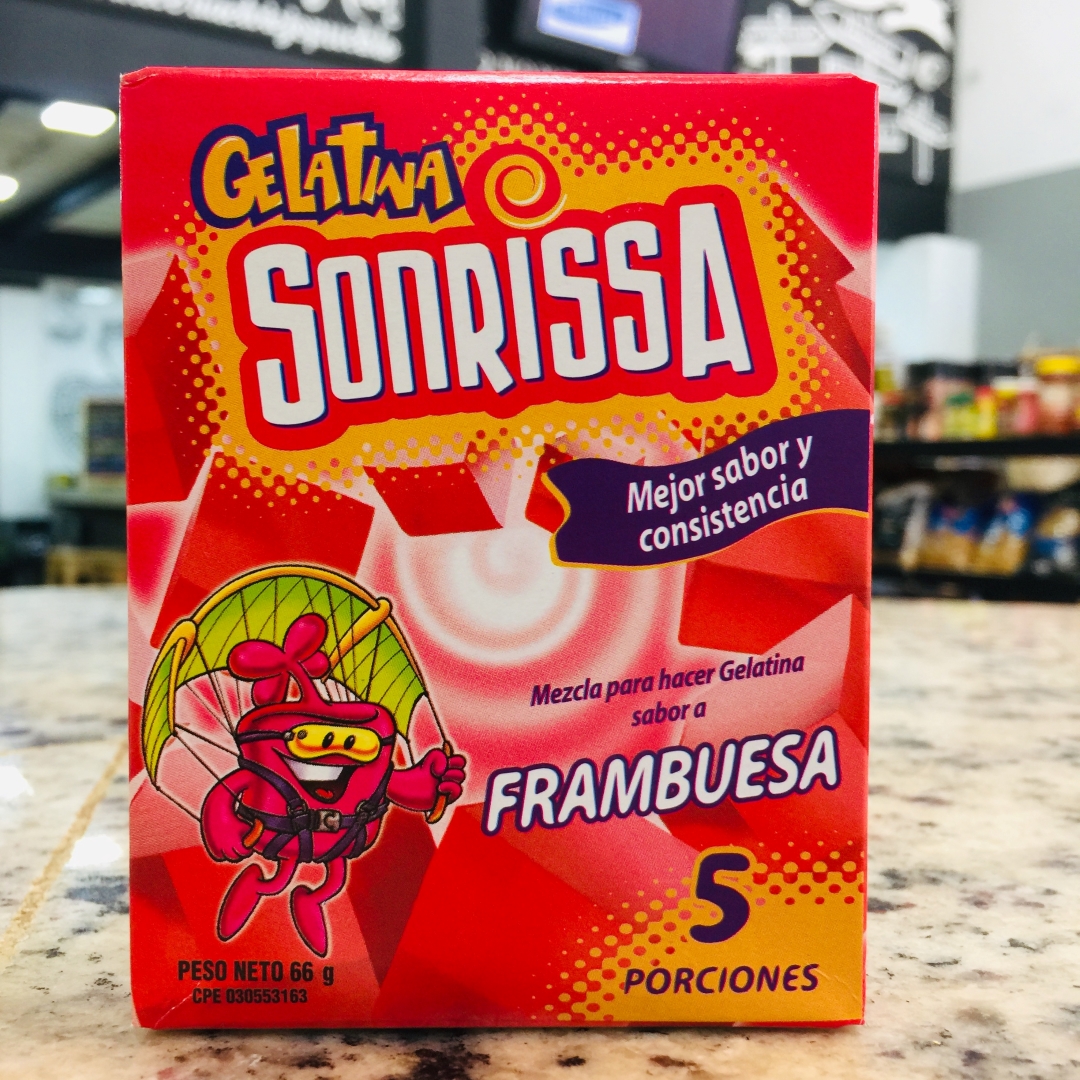 GELATINA
SONRISSA
Mejor sabor y
consistencia
Mezcla para hacer Gelatina
sabor a
FRAMBUESA
5
PORCIONES
PESO NETO 66 g
CPE 030553163